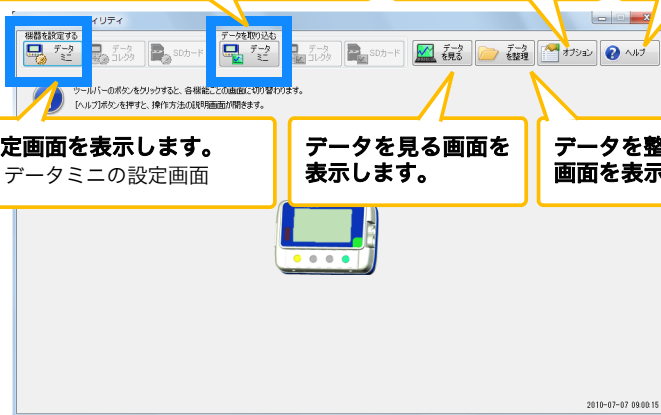 ィリティ
機器を設定する
データを取り込む
データ
ミニ
データ
コレクタ
SDカード
データ
ミニ
データ
コレクタ
SDカード
データ
を見る
データ
を整理
オプション
ヘルプ
ツールバーのボタンをクリックすると、各機能ごとの画面に切り替わります。
[ヘルプ]ボタンを押すと、操作方法の説明画面が開きます。
定画面を表示します。
データミニの設定画面
データを見る画面を
表示します。
データを整
画面を表示
2010-07-07 09:00:15